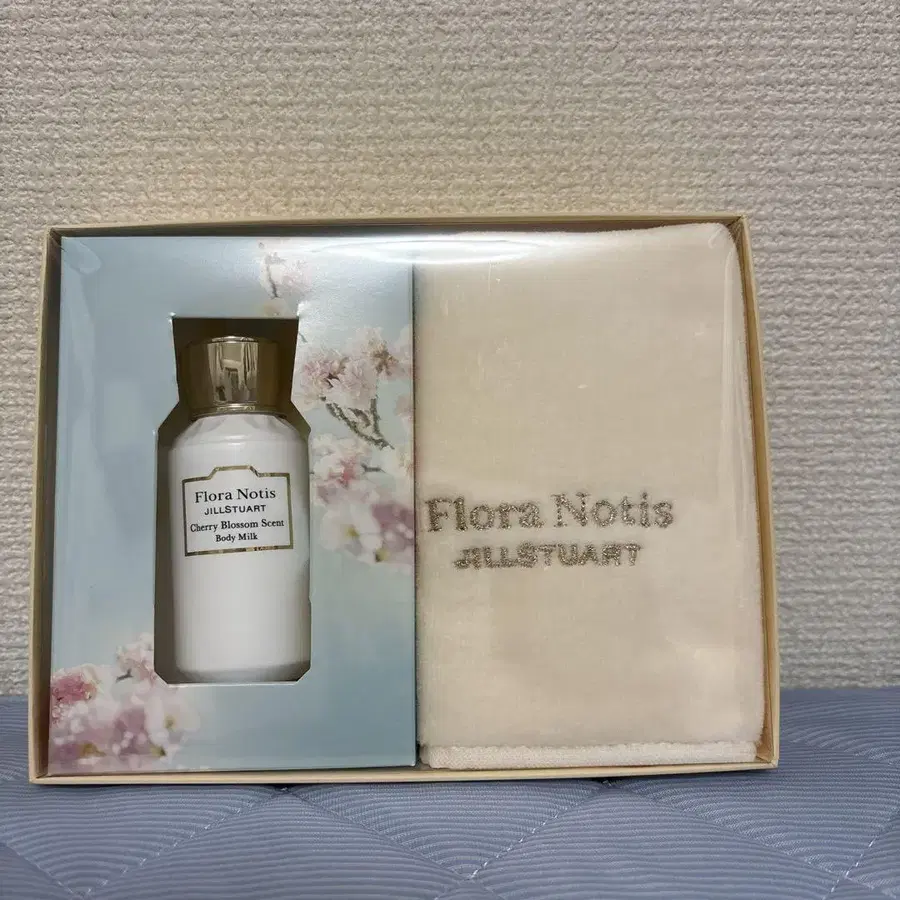 Flora Notis
JILLSTUART
Cherry Blossom Scent
Body Milk
Flora Notis
JILLSTUART